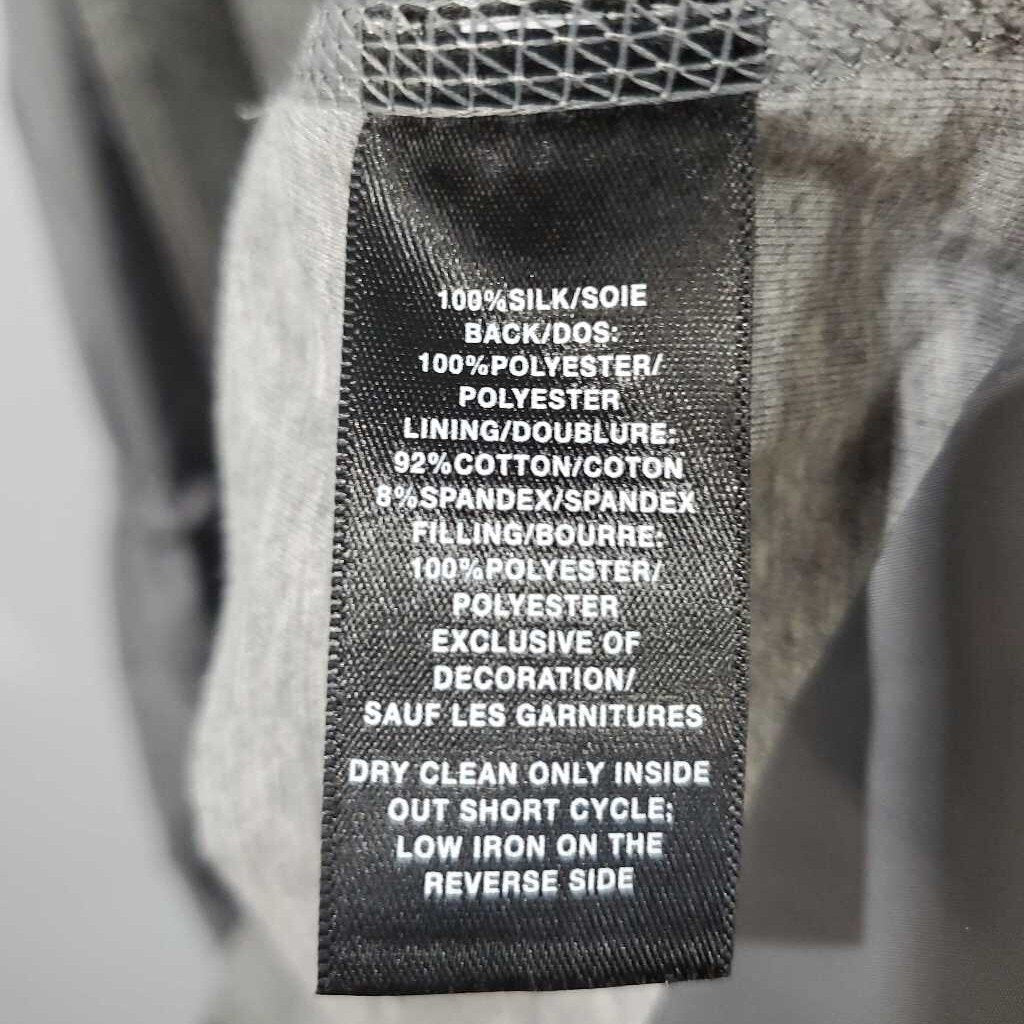 100%SILK/SOIE
BACK/DOS:
100%POLYESTER/
POLYESTER
LINING/DOUBLURE:
92%COTTON/COTON
8%SPANDEX/SPANDEX
FILLING/BOURRE:
100%POLYESTER/
POLYESTER
EXCLUSIVE OF
DECORATION/
SAUF LES GARNITURES
DRY CLEAN ONLY INSIDE
OUT SHORT CYCLE;
LOW IRON ON THE
REVERSE SIDE